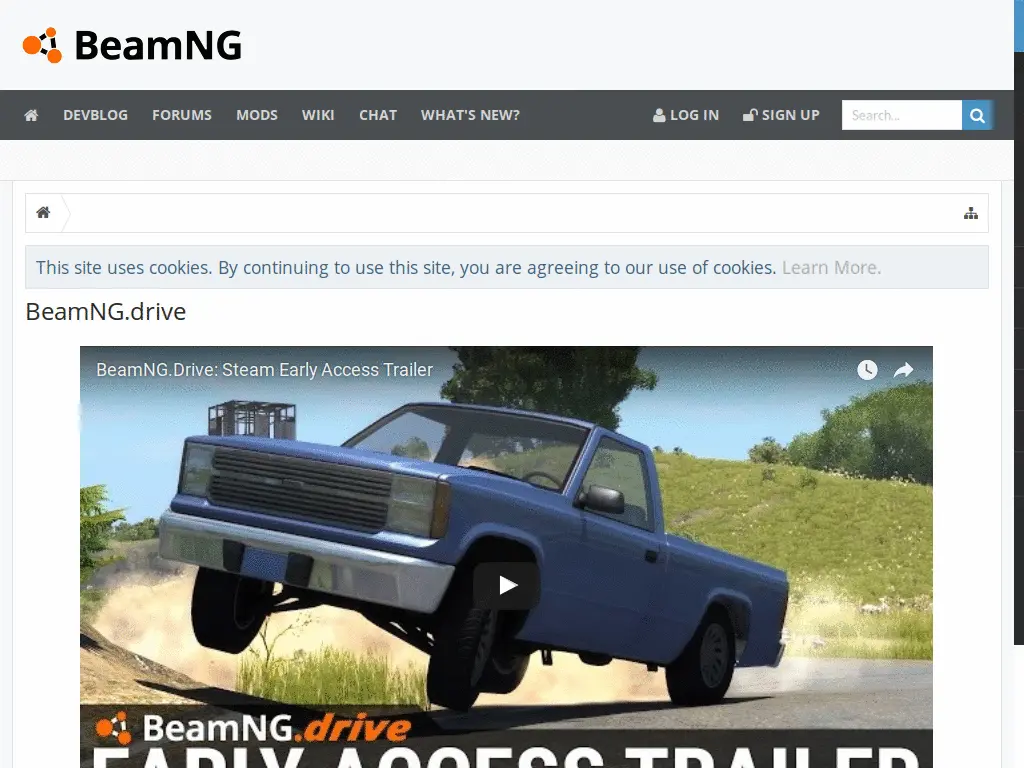 BeamNG
DEVBLOG FORUMS MODS WIKI CHAT WHAT'S NEW? LOG IN SIGN UP Search...
This site uses cookies. By continuing to use this site, you are agreeing to our use of cookies. Learn More.
BeamNG.drive
BeamNG.Drive: Steam Early Access Trailer
BeamNG.drive
EARLY ACCESS TRAILER